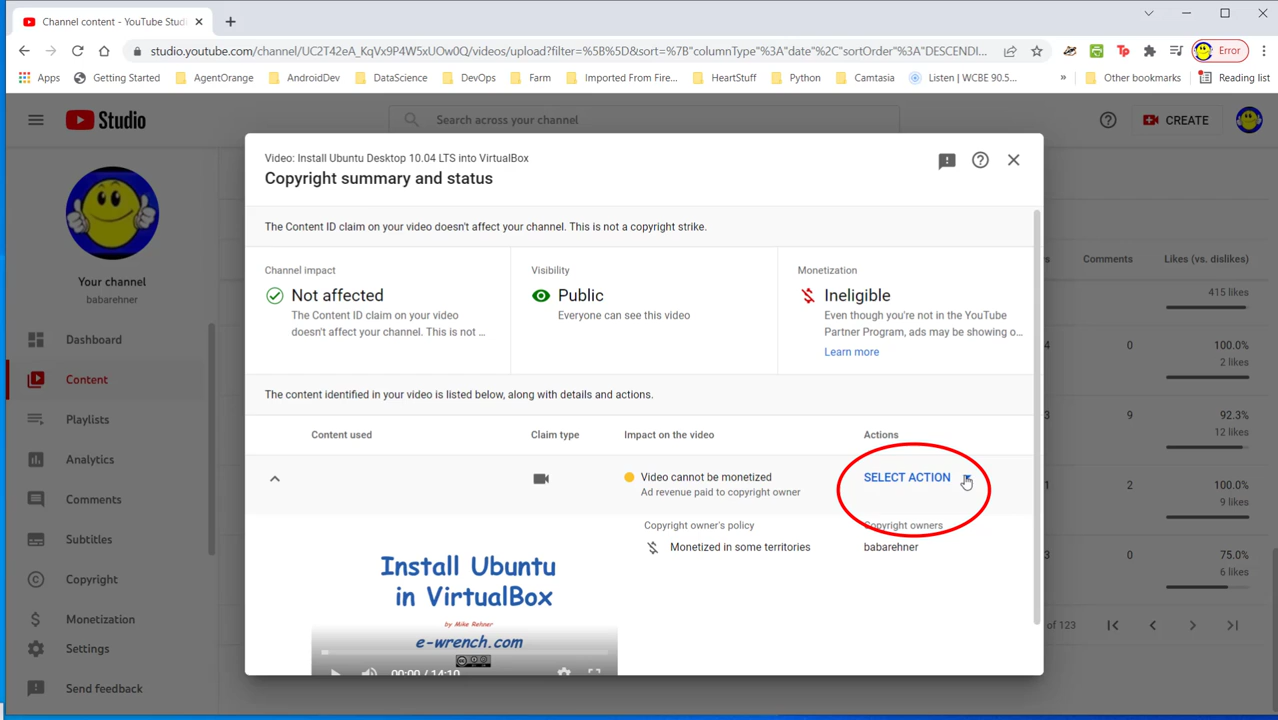 Channel content - YouTube Studi
studio.youtube.com/channel/UC2T42eA_KqVx9P4W5xUOw0Q/videos/upload?filter=%5B%5D&sort=%7B"columnType"%3A"date"%2C"sortOrder"%3A"DESCENDI...
Tp
Error
Apps
Getting Started
AgentOrange
AndroidDev
DataScience
DevOps
Farm
Imported From Fire...
HeartStuff
Python
Camtasia
Listen | WCBE 90.5...
»
Other bookmarks
Reading list
Studio
Search across your channel
CREATE
Your channel
babarehner
Dashboard
Content
Playlists
Analytics
Comments
Subtitles
Copyright
Monetization
Settings
Send feedback
Video: Install Ubuntu Desktop 10.04 LTS into VirtualBox
Copyright summary and status
The Content ID claim on your video doesn't affect your channel. This is not a copyright strike.
Channel impact
Not affected
The Content ID claim on your video
doesn't affect your channel. This is not ...
Visibility
Public
Everyone can see this video
Monetization
Ineligible
Even though you're not in the YouTube
Partner Program, ads may be showing o...
Learn more
The content identified in your video is listed below, along with details and actions.
Content used
Claim type
Impact on the video
Actions
Video cannot be monetized
Ad revenue paid to copyright owner
SELECT ACTION
Copyright owner's policy
Monetized in some territories
Copyright owners
babarehner
Install Ubuntu
in VirtualBox
by Mike Rehner
e-wrench.com
00:00 / 14:10
s
Comments
Likes (vs. dislikes)
415 likes
4
0
100.0%
2 likes
3
9
92.3%
12 likes
1
2
100.0%
9 likes
3
0
75.0%
6 likes
of 123